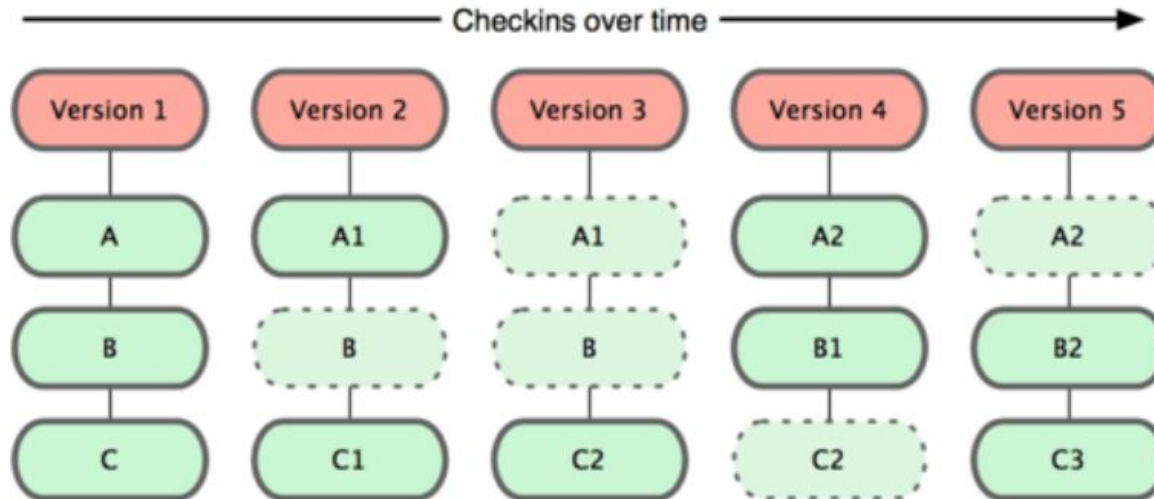 Checkins over time
Version 1 Version 2 Version 3 Version 4 Version 5
A A1 A1 A2 A2
B B B B1 B2
C C1 C2 C2 C3